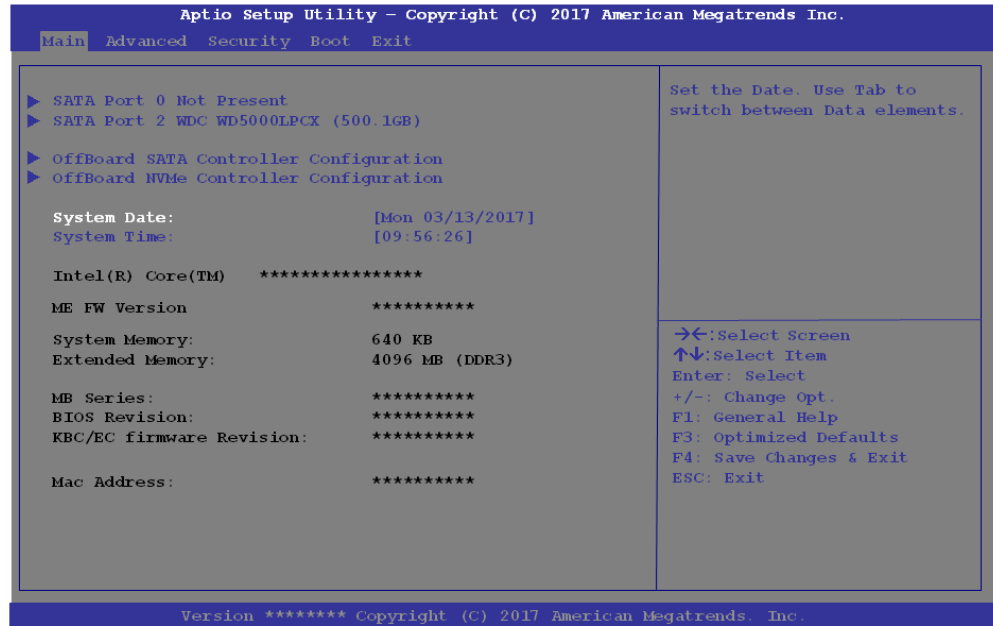 Aptio Setup Utility – Copyright (C) 2017 American Megatrends Inc.
Main Advanced Security Boot Exit
▶ SATA Port 0 Not Present
▶ SATA Port 2 WDC WD5000LPCX (500.1GB)
▶ OffBoard SATA Controller Configuration
▶ OffBoard NVMe Controller Configuration
System Date: [Mon 03/13/2017]
System Time: [09:56:26]
Intel(R) Core(TM) ****************
ME FW Version **********
System Memory: 640 KB
Extended Memory: 4096 MB (DDR3)
MB Series: **********
BIOS Revision: **********
KBC/EC firmware Revision: **********
Mac Address: **********
Set the Date. Use Tab to
switch between Data elements.
→←:Select Screen
↑↓:Select Item
Enter: Select
+/-: Change Opt.
F1: General Help
F3: Optimized Defaults
F4: Save Changes & Exit
ESC: Exit
Version ******** Copyright (C) 2017 American Megatrends. Inc.